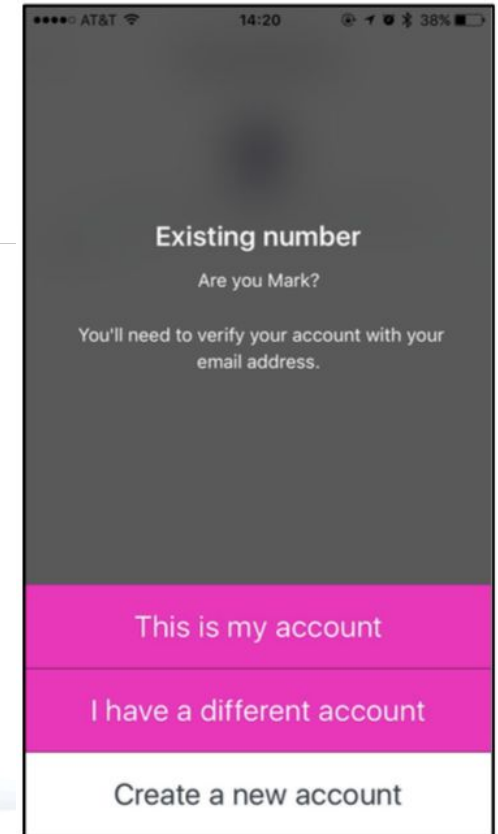 AT&T 14:20 38%
Existing number
Are you Mark?
You'll need to verify your account with your
email address.
This is my account
I have a different account
Create a new account